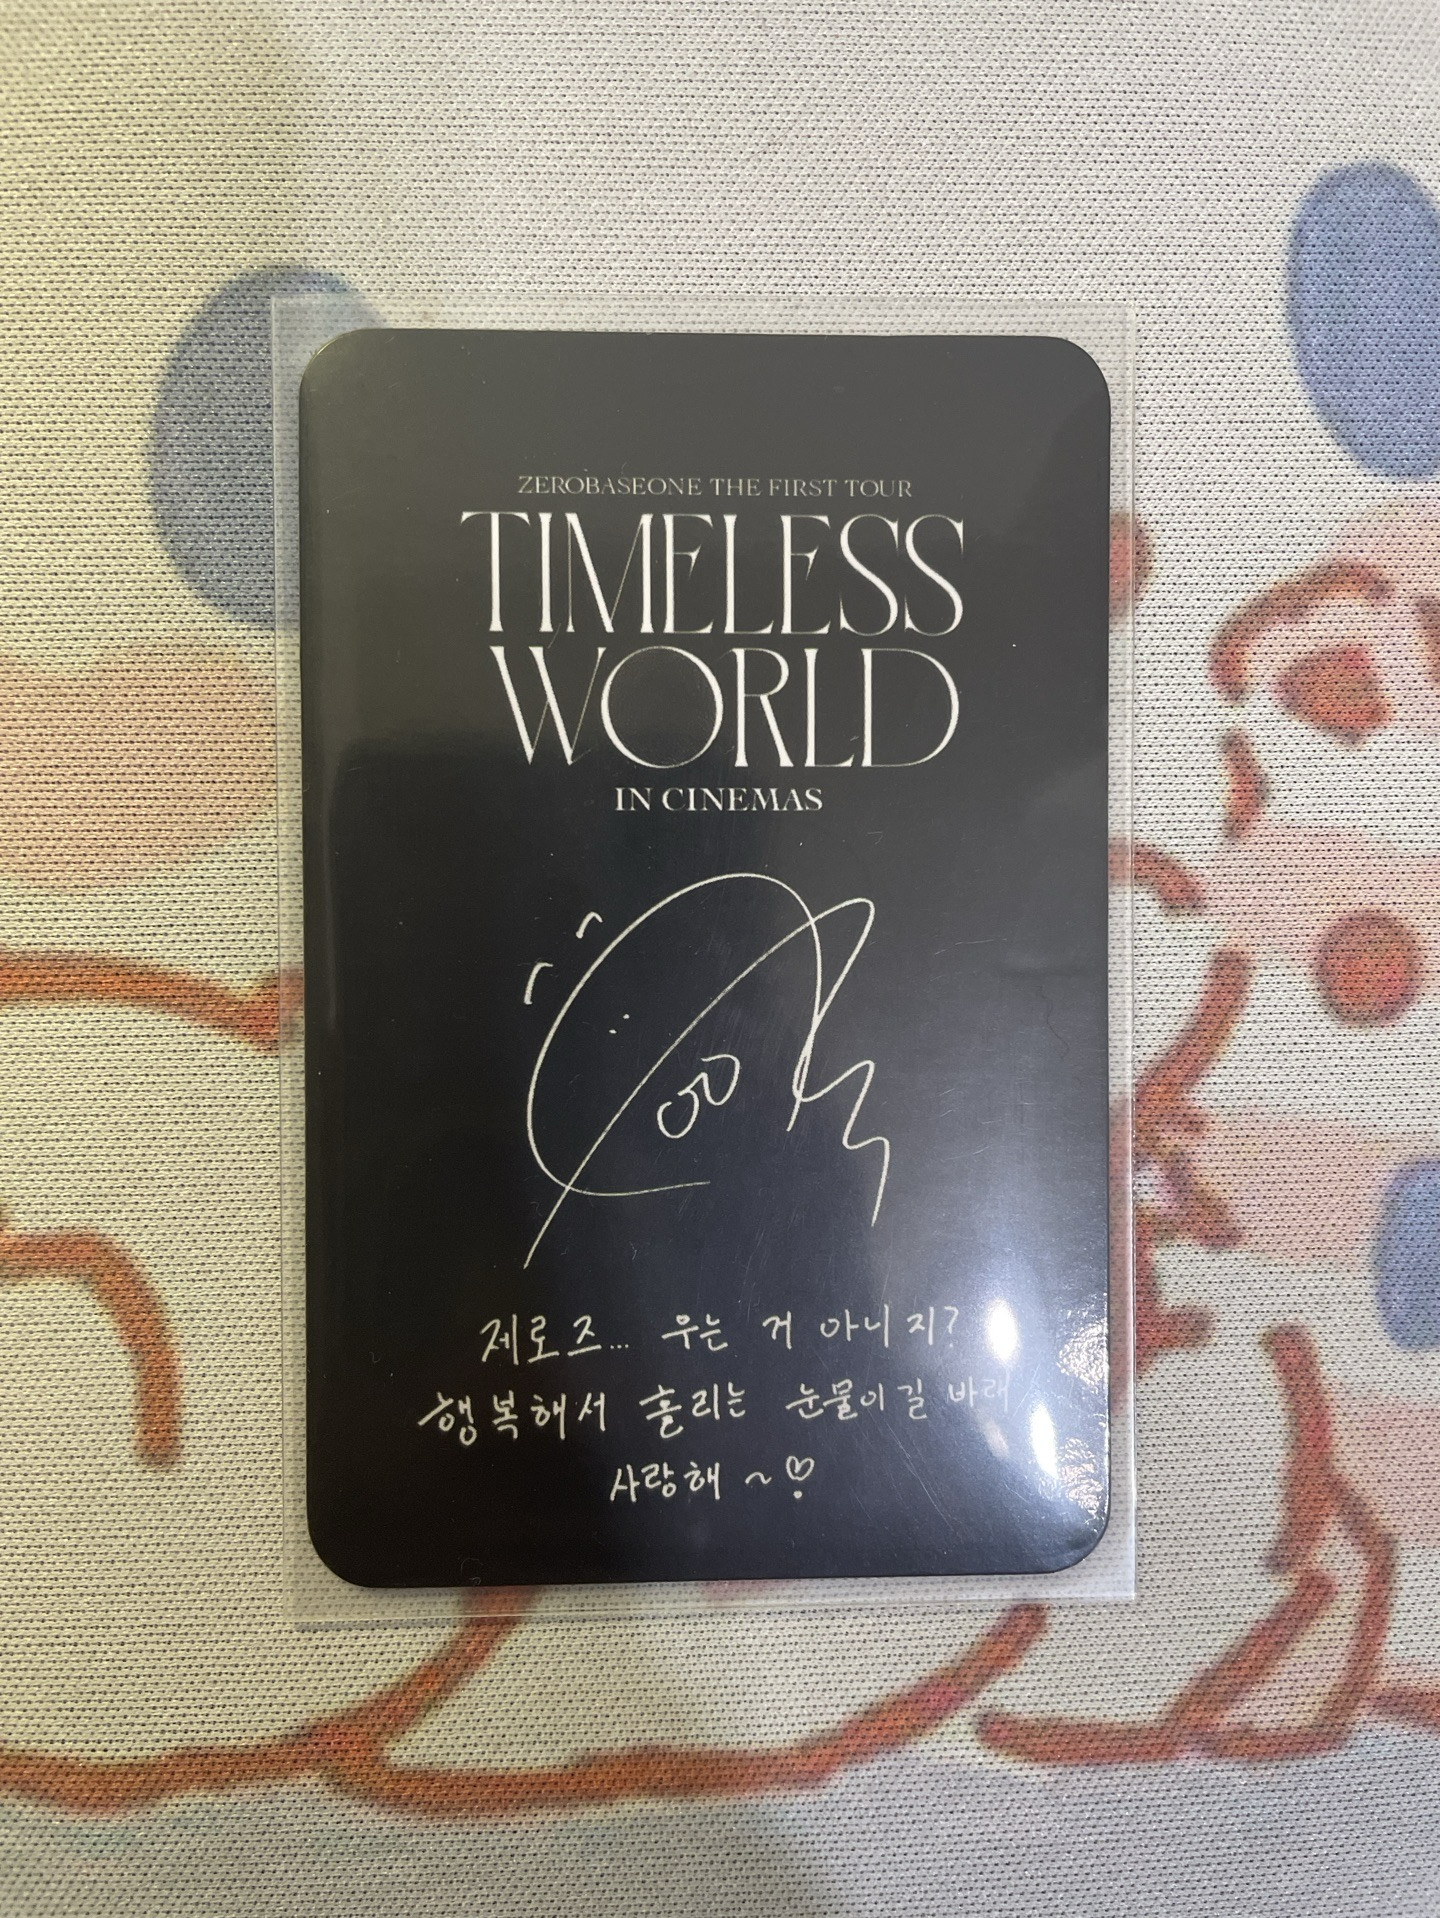 ZEROBASEONE THE FIRST TOUR
TIMELESS
WORLD
IN CINEMAS
제로즈... 우는 거 아니지?
행복해서 흘리는 눈물이길 바래
사랑해 ~♡